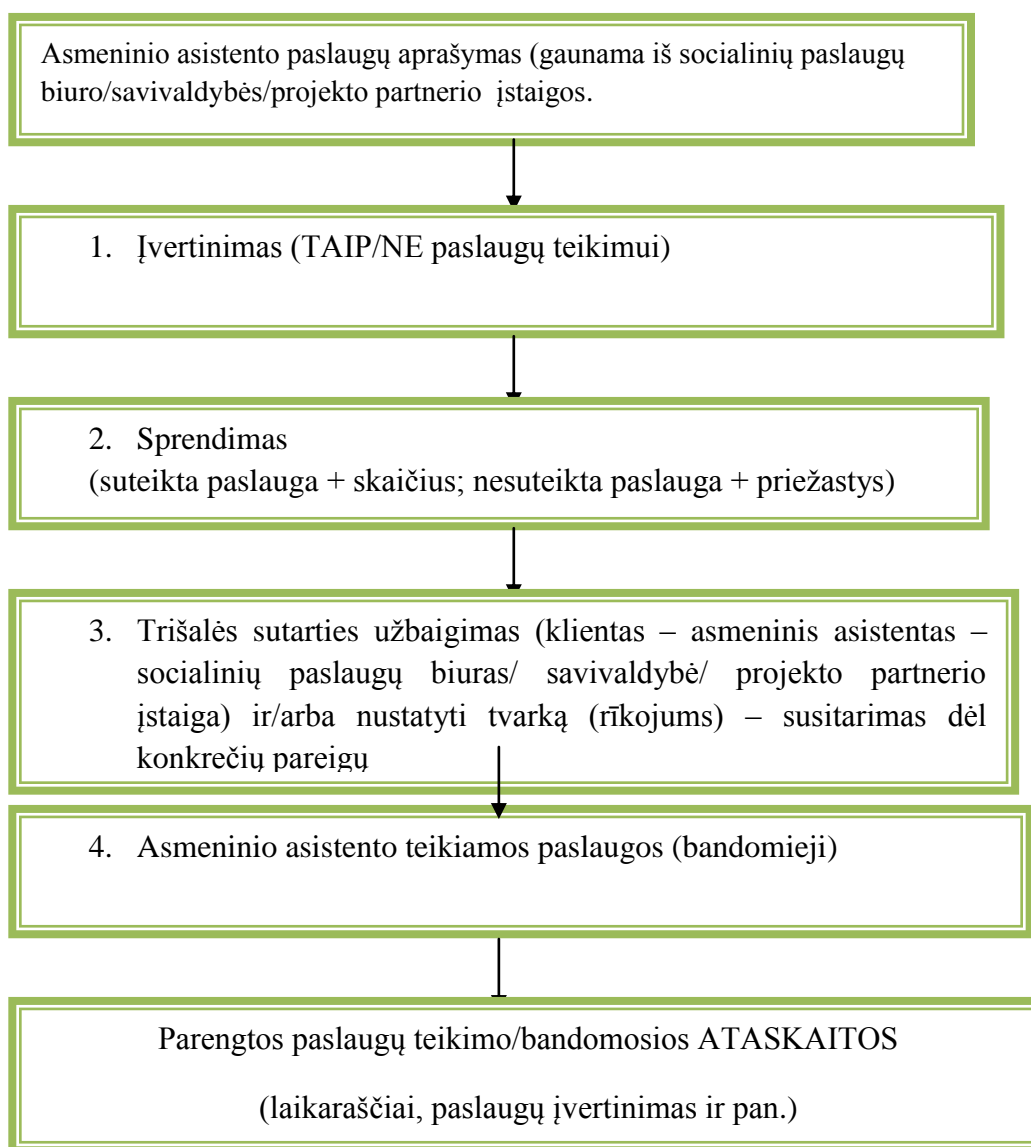 Asmeninio asistento paslaugų aprašymas (gaunama iš socialinių paslaugų
biuro/savivaldybės/projekto partnerio įstaigos.
1. Įvertinimas (TAIP/NE paslaugų teikimui)
2. Sprendimas
(suteikta paslauga + skaičius; nesuteikta paslauga + priežastys)
3. Trišalės sutarties užbaigimas (klientas – asmeninis asistentas –
socialinių paslaugų biuras/ savivaldybė/ projekto partnerio
įstaiga) ir/arba nustatyti tvarką (rīkojums) – susitarimas dėl
konkrečių pareigų
4. Asmeninio asistento teikiamos paslaugos (bandomieji)
Parengtos paslaugų teikimo/bandomosios ATASKAITOS
(laikaraščiai, paslaugų įvertinimas ir pan.)